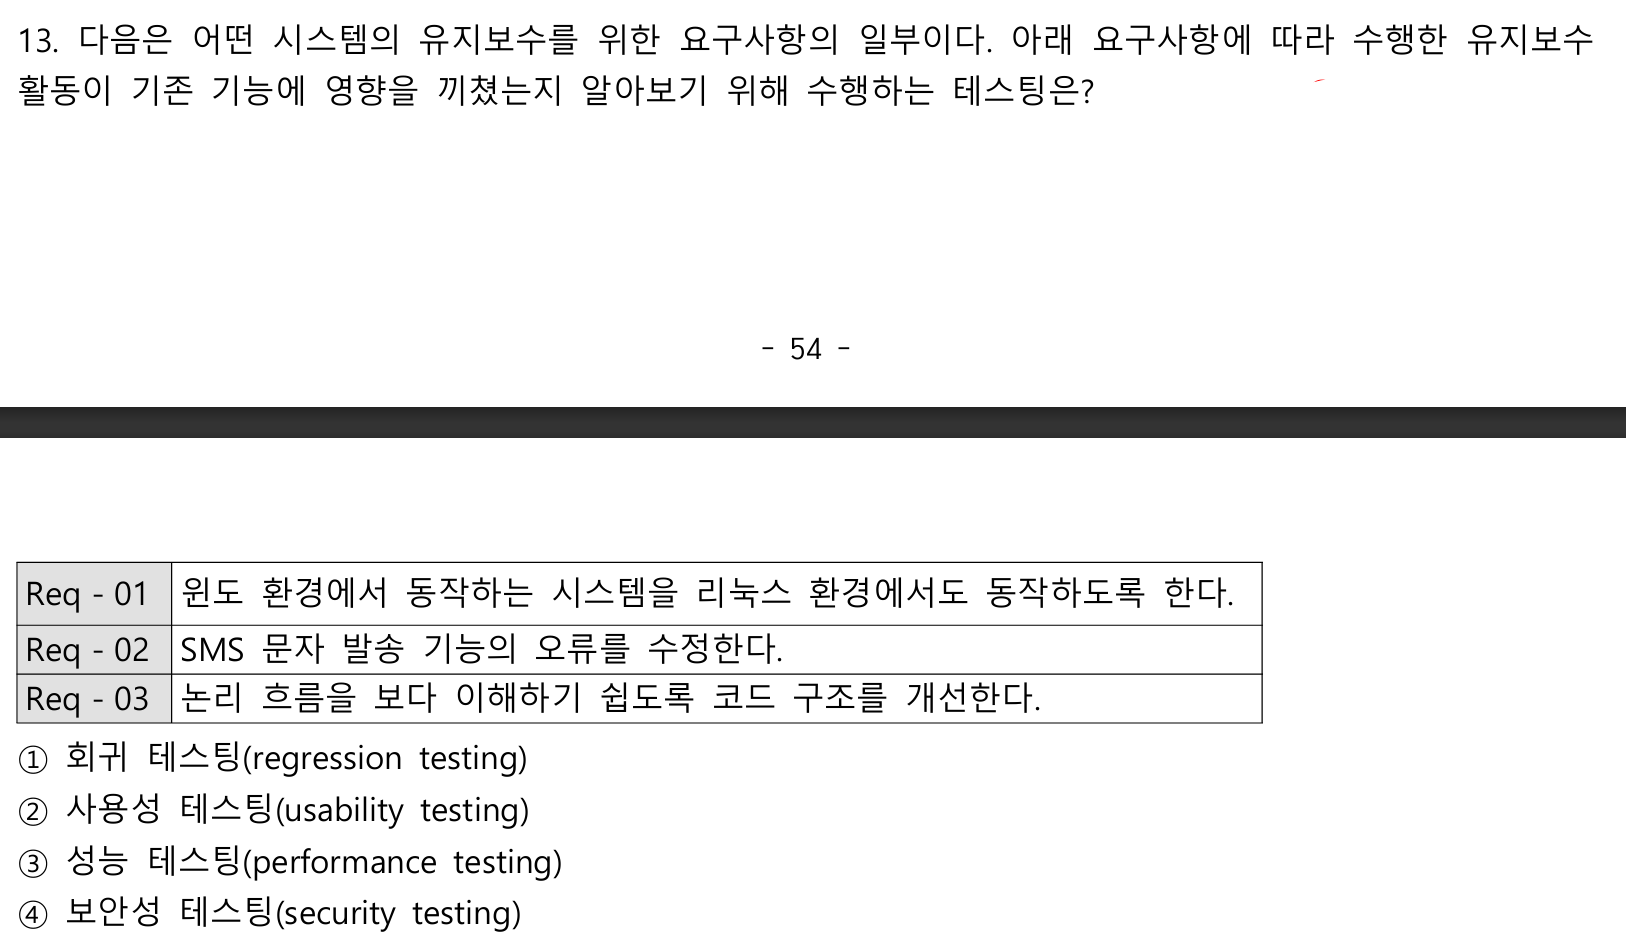 13. 다음은 어떤 시스템의 유지보수를 위한 요구사항의 일부이다. 아래 요구사항에 따라 수행한 유지보수
활동이 기존 기능에 영향을 끼쳤는지 알아보기 위해 수행하는 테스팅은?
- 54 -
Req - 01 윈도 환경에서 동작하는 시스템을 리눅스 환경에서도 동작하도록 한다.
Req - 02 SMS 문자 발송 기능의 오류를 수정한다.
Req - 03 논리 흐름을 보다 이해하기 쉽도록 코드 구조를 개선한다.
① 회귀 테스팅(regression testing)
② 사용성 테스팅(usability testing)
③ 성능 테스팅(performance testing)
④ 보안성 테스팅(security testing)